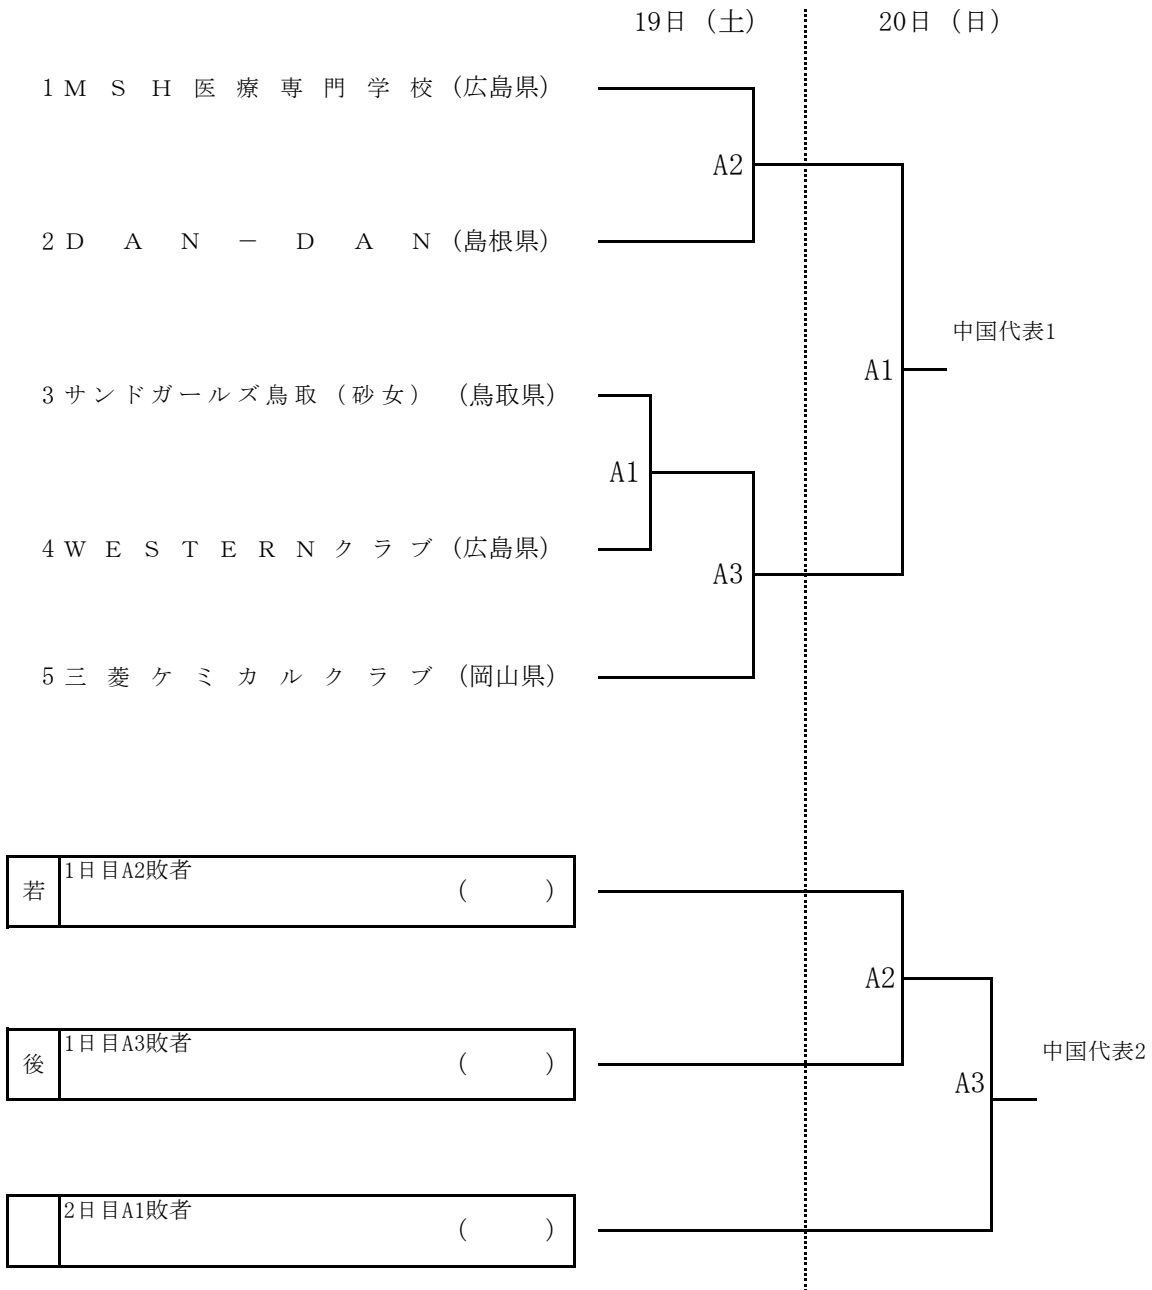 19日（土） 20日（日）
1 MSH医療専門学校（広島県）
A2
2 DAN－DAN（島根県）
中国代表1
A1
3 サンドガールズ鳥取（砂女）（鳥取県）
A1
4 WESTERNクラブ（広島県）
A3
5 三菱ケミカルクラブ（岡山県）
1日目A2敗者
若 （　　　）
A2
1日目A3敗者
後 （　　　）
中国代表2
A3
2日目A1敗者
（　　　）